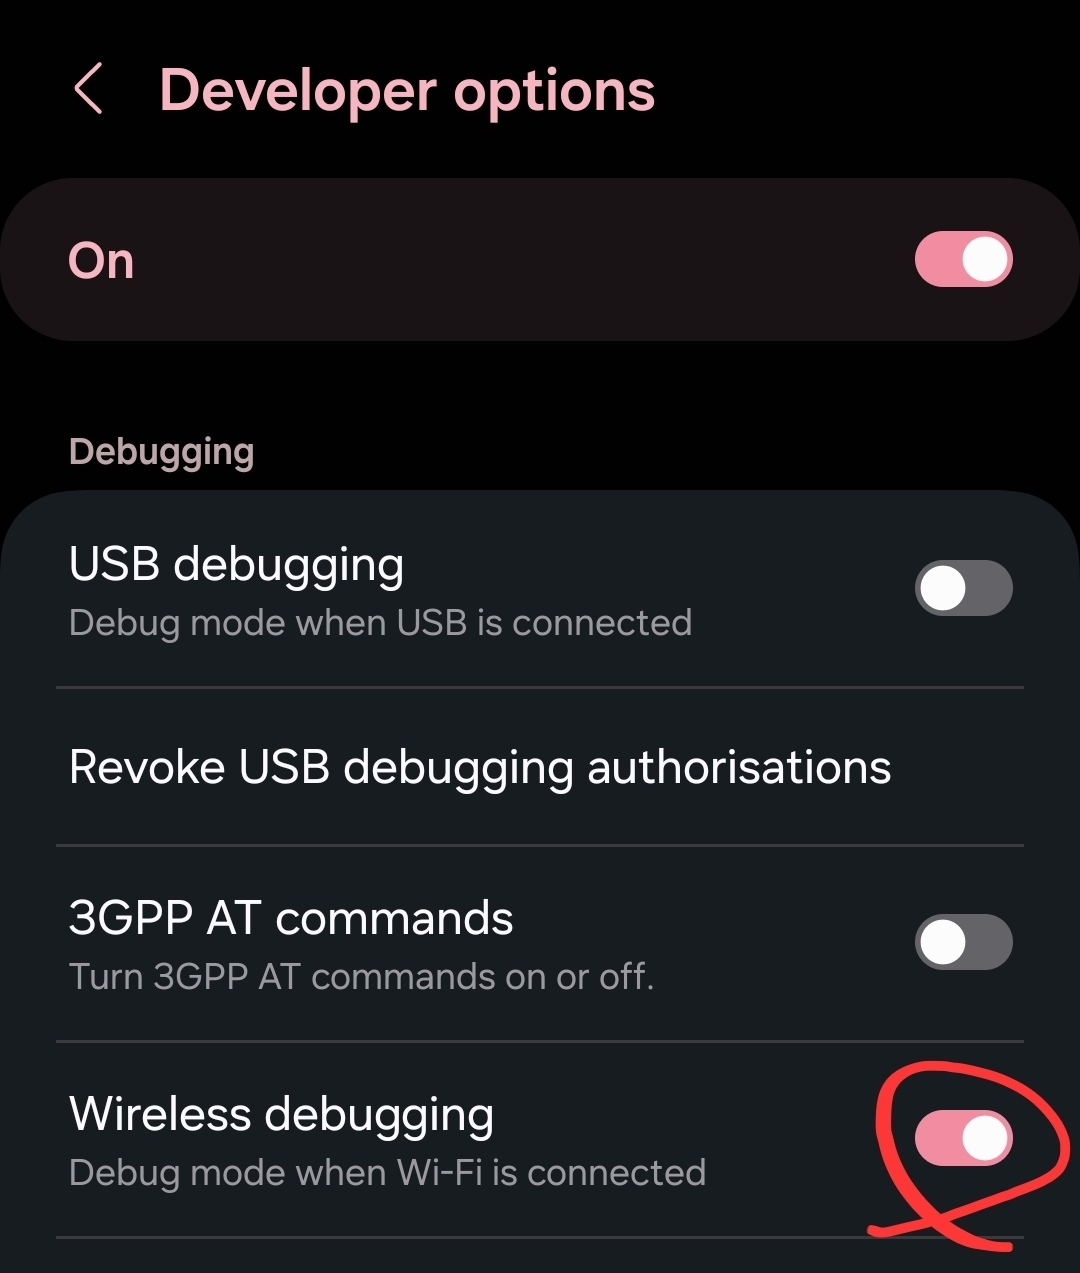 Developer options
On
Debugging
USB debugging
Debug mode when USB is connected
Revoke USB debugging authorisations
3GPP AT commands
Turn 3GPP AT commands on or off.
Wireless debugging
Debug mode when Wi-Fi is connected